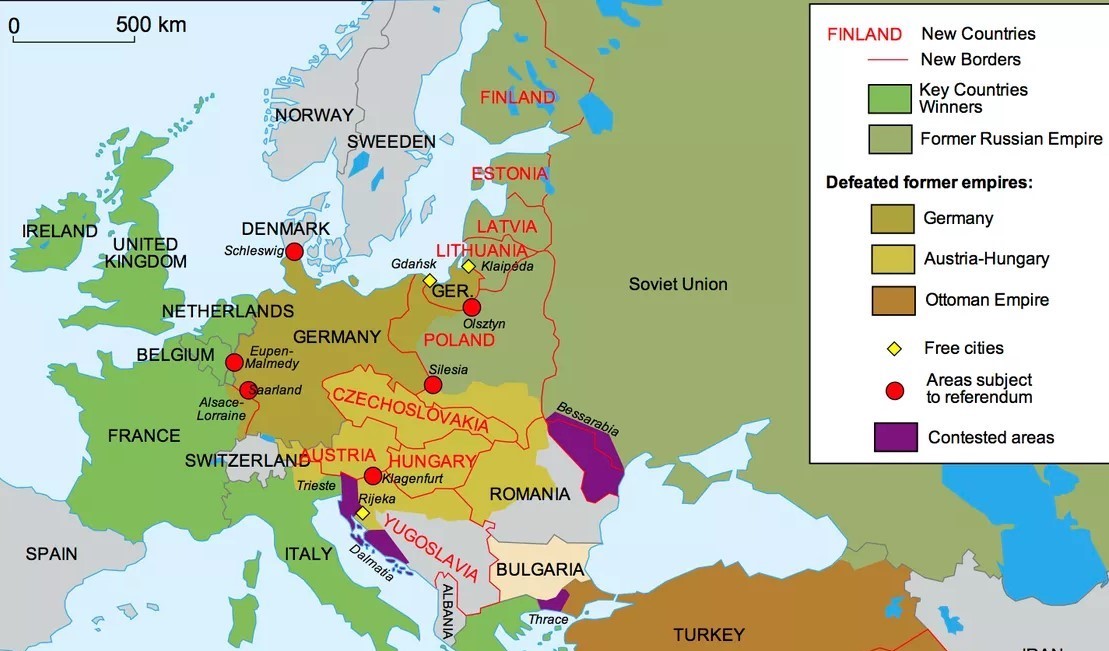 0 500 km
FINLAND New Countries
New Borders
Key Countries
Winners
Former Russian Empire
Defeated former empires:
Germany
Austria-Hungary
Ottoman Empire
Free cities
Areas subject
to referendum
Contested areas
NORWAY
SWEEDEN
FINLAND
ESTONIA
LATVIA
LITHUANIA
Klaipėda
Gdańsk
GER.
Olsztyn
DENMARK
Schleswig
IRELAND
UNITED
KINGDOM
NETHERLANDS
BELGIUM
GERMANY
Eupen-
Malmedy
Saarland
Alsace-
Lorraine
POLAND
Silesia
Soviet Union
CZECHOSLOVAKIA
Bessarabia
FRANCE
SWITZERLAND
AUSTRIA
HUNGARY
Klagenfurt
Trieste
Rijeka
ROMANIA
YUGOSLAVIA
Dalmatia
SPAIN
ITALY
ALBANIA
BULGARIA
Thrace
TURKEY
IRAN